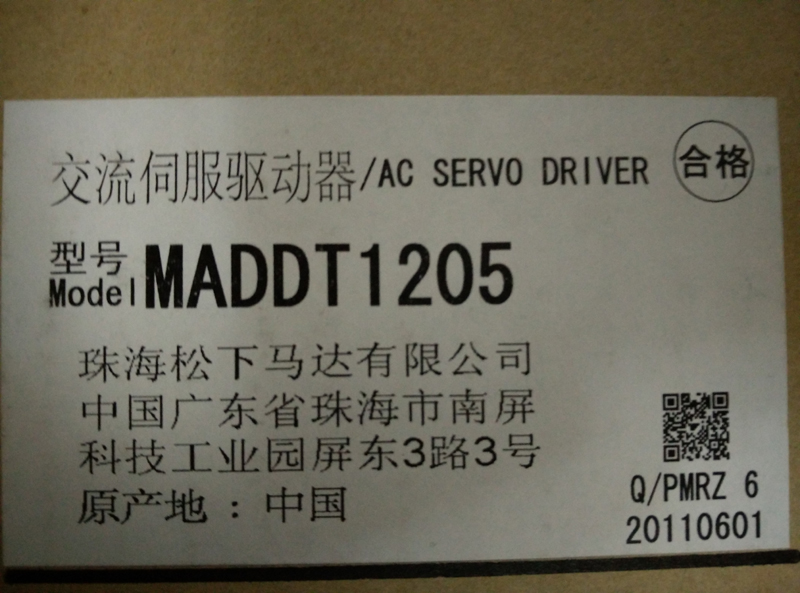 交流伺服驱动器/AC SERVO DRIVER
合格
型号
Model MADDT1205
珠海松下马达有限公司
中国广东省珠海市南屏
科技工业园屏东3路3号
原产地：中国
Q/PMRZ 6
20110601